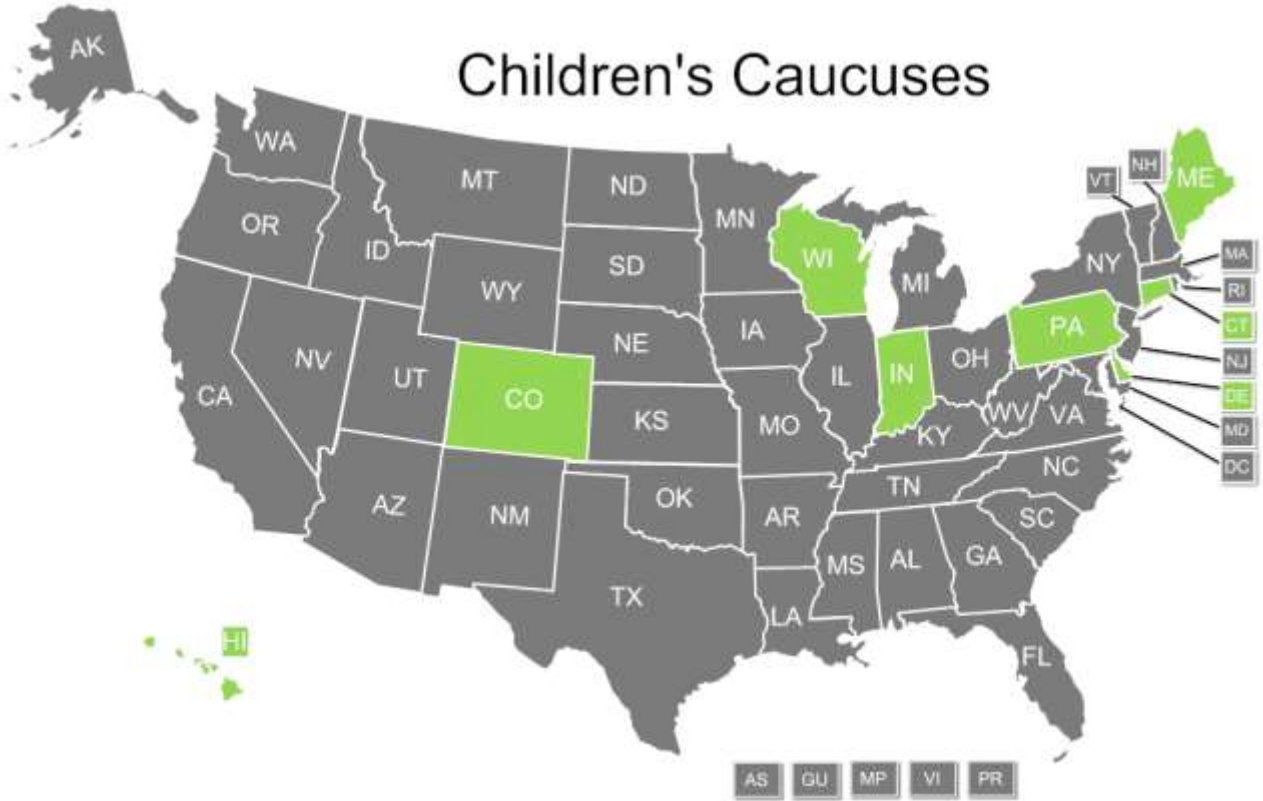 AK
Children's Caucuses
WA
MT
ND
MN
VT
NH
ME
OR
ID
SD
WI
NY
MA
WY
MI
RI
IA
PA
CT
NE
NV
UT
CO
IL
IN
OH
NJ
CA
DE
KS
MO
WV
VA
KY
MD
NC
DC
TN
AZ
NM
OK
AR
SC
MS
AL
GA
TX
LA
HI
FL
AS
GU
MP
VI
PR